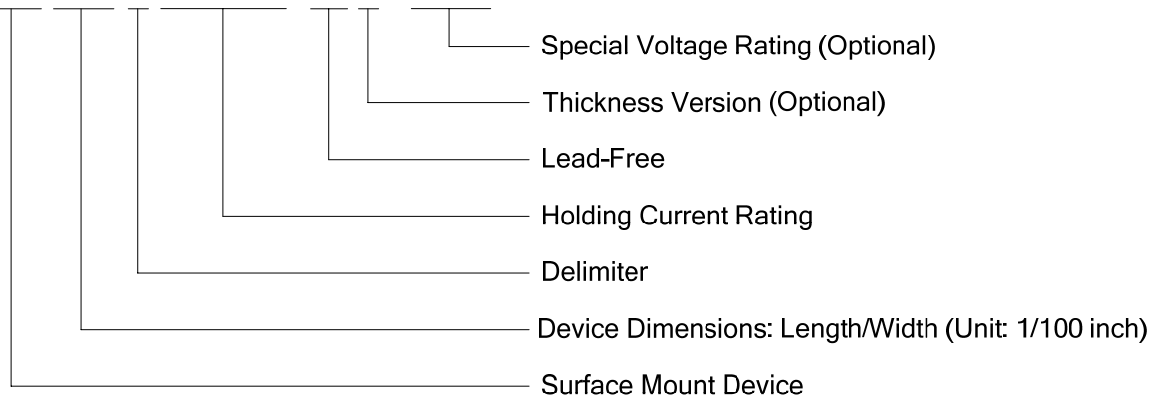 Special Voltage Rating (Optional)
Thickness Version (Optional)
Lead-Free
Holding Current Rating
Delimiter
Device Dimensions: Length/Width (Unit: 1/100 inch)
Surface Mount Device